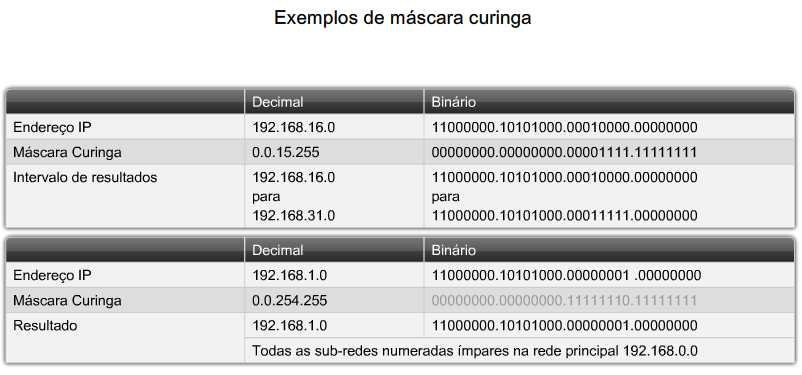 Exemplos de máscara curinga
Decimal Binário
Endereço IP 192.168.16.0 11000000.10101000.00010000.00000000
Máscara Curinga 0.0.15.255 00000000.00000000.00001111.11111111
Intervalo de resultados 192.168.16.0 11000000.10101000.00010000.00000000
para para
192.168.31.0 11000000.10101000.00011111.00000000
Decimal Binário
Endereço IP 192.168.1.0 11000000.10101000.00000001 .00000000
Máscara Curinga 0.0.254.255 00000000.00000000.11111110.11111111
Resultado 192.168.1.0 11000000.10101000.00000001.00000000
Todas as sub-redes numeradas ímpares na rede principal 192.168.0.0